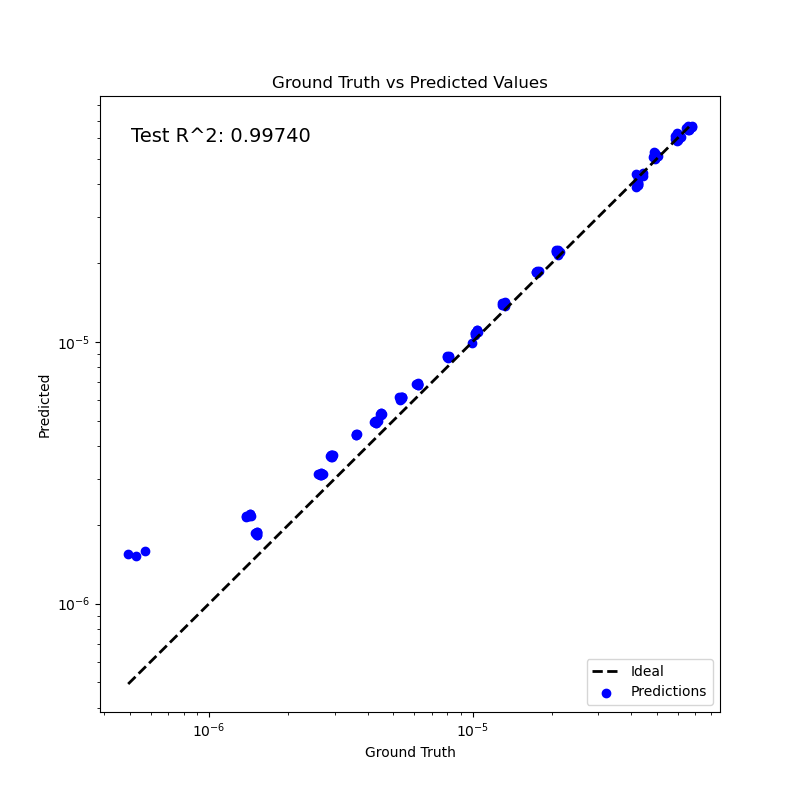 Ground Truth vs Predicted Values
Test R^2: 0.99740
Predicted
10⁻⁵
10⁻⁶
Ideal
Predictions
10⁻⁶ 10⁻⁵
Ground Truth